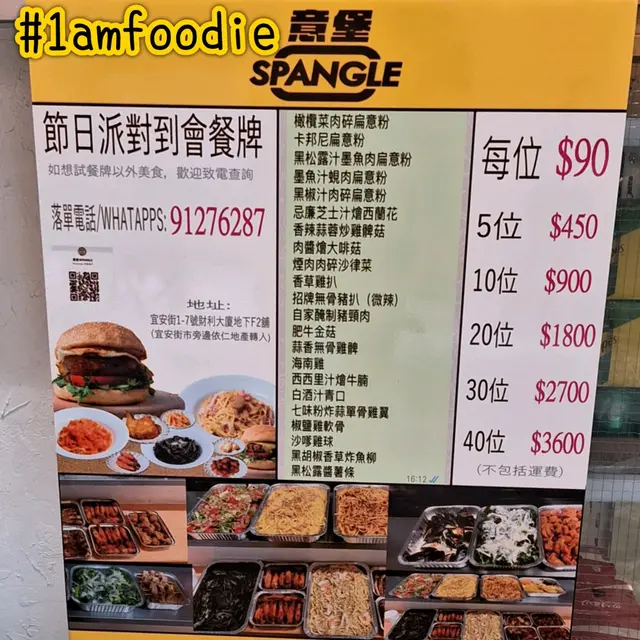 #1amfoodie
意堡
SPANGLE
節日派對到會餐牌
如想試餐牌以外美食，歡迎致電查詢
落單電話/WHATAPPS: 91276287
地址:
宜安街1-7號財利大廈地下F2舖
(宜安街市旁邊依仁地產轉人)
橄欖菜肉碎扁意粉
卡邦尼扁意粉
黑松露汁墨魚肉扁意粉
墨魚汁蜆肉扁意粉
黑椒汁肉碎扁意粉
忌廉芝士汁燴西蘭花
香辣蒜蓉炒雞髀菇
肉醬燴大啡菇
煙肉肉碎沙律菜
香草雞扒
招牌無骨豬扒（微辣）
自家醃制豬頸肉
肥牛金菇
蒜香無骨雞髀
海南雞
西西里汁燴牛腩
白酒汁青口
七味粉炸蒜單骨雞翼
椒鹽雞軟骨
沙嗲雞球
黑胡椒香草炸魚柳
黑松露醬薯條
16:12
每位 $90
5位 $450
10位 $900
20位 $1800
30位 $2700
40位 $3600
(不包括運費)